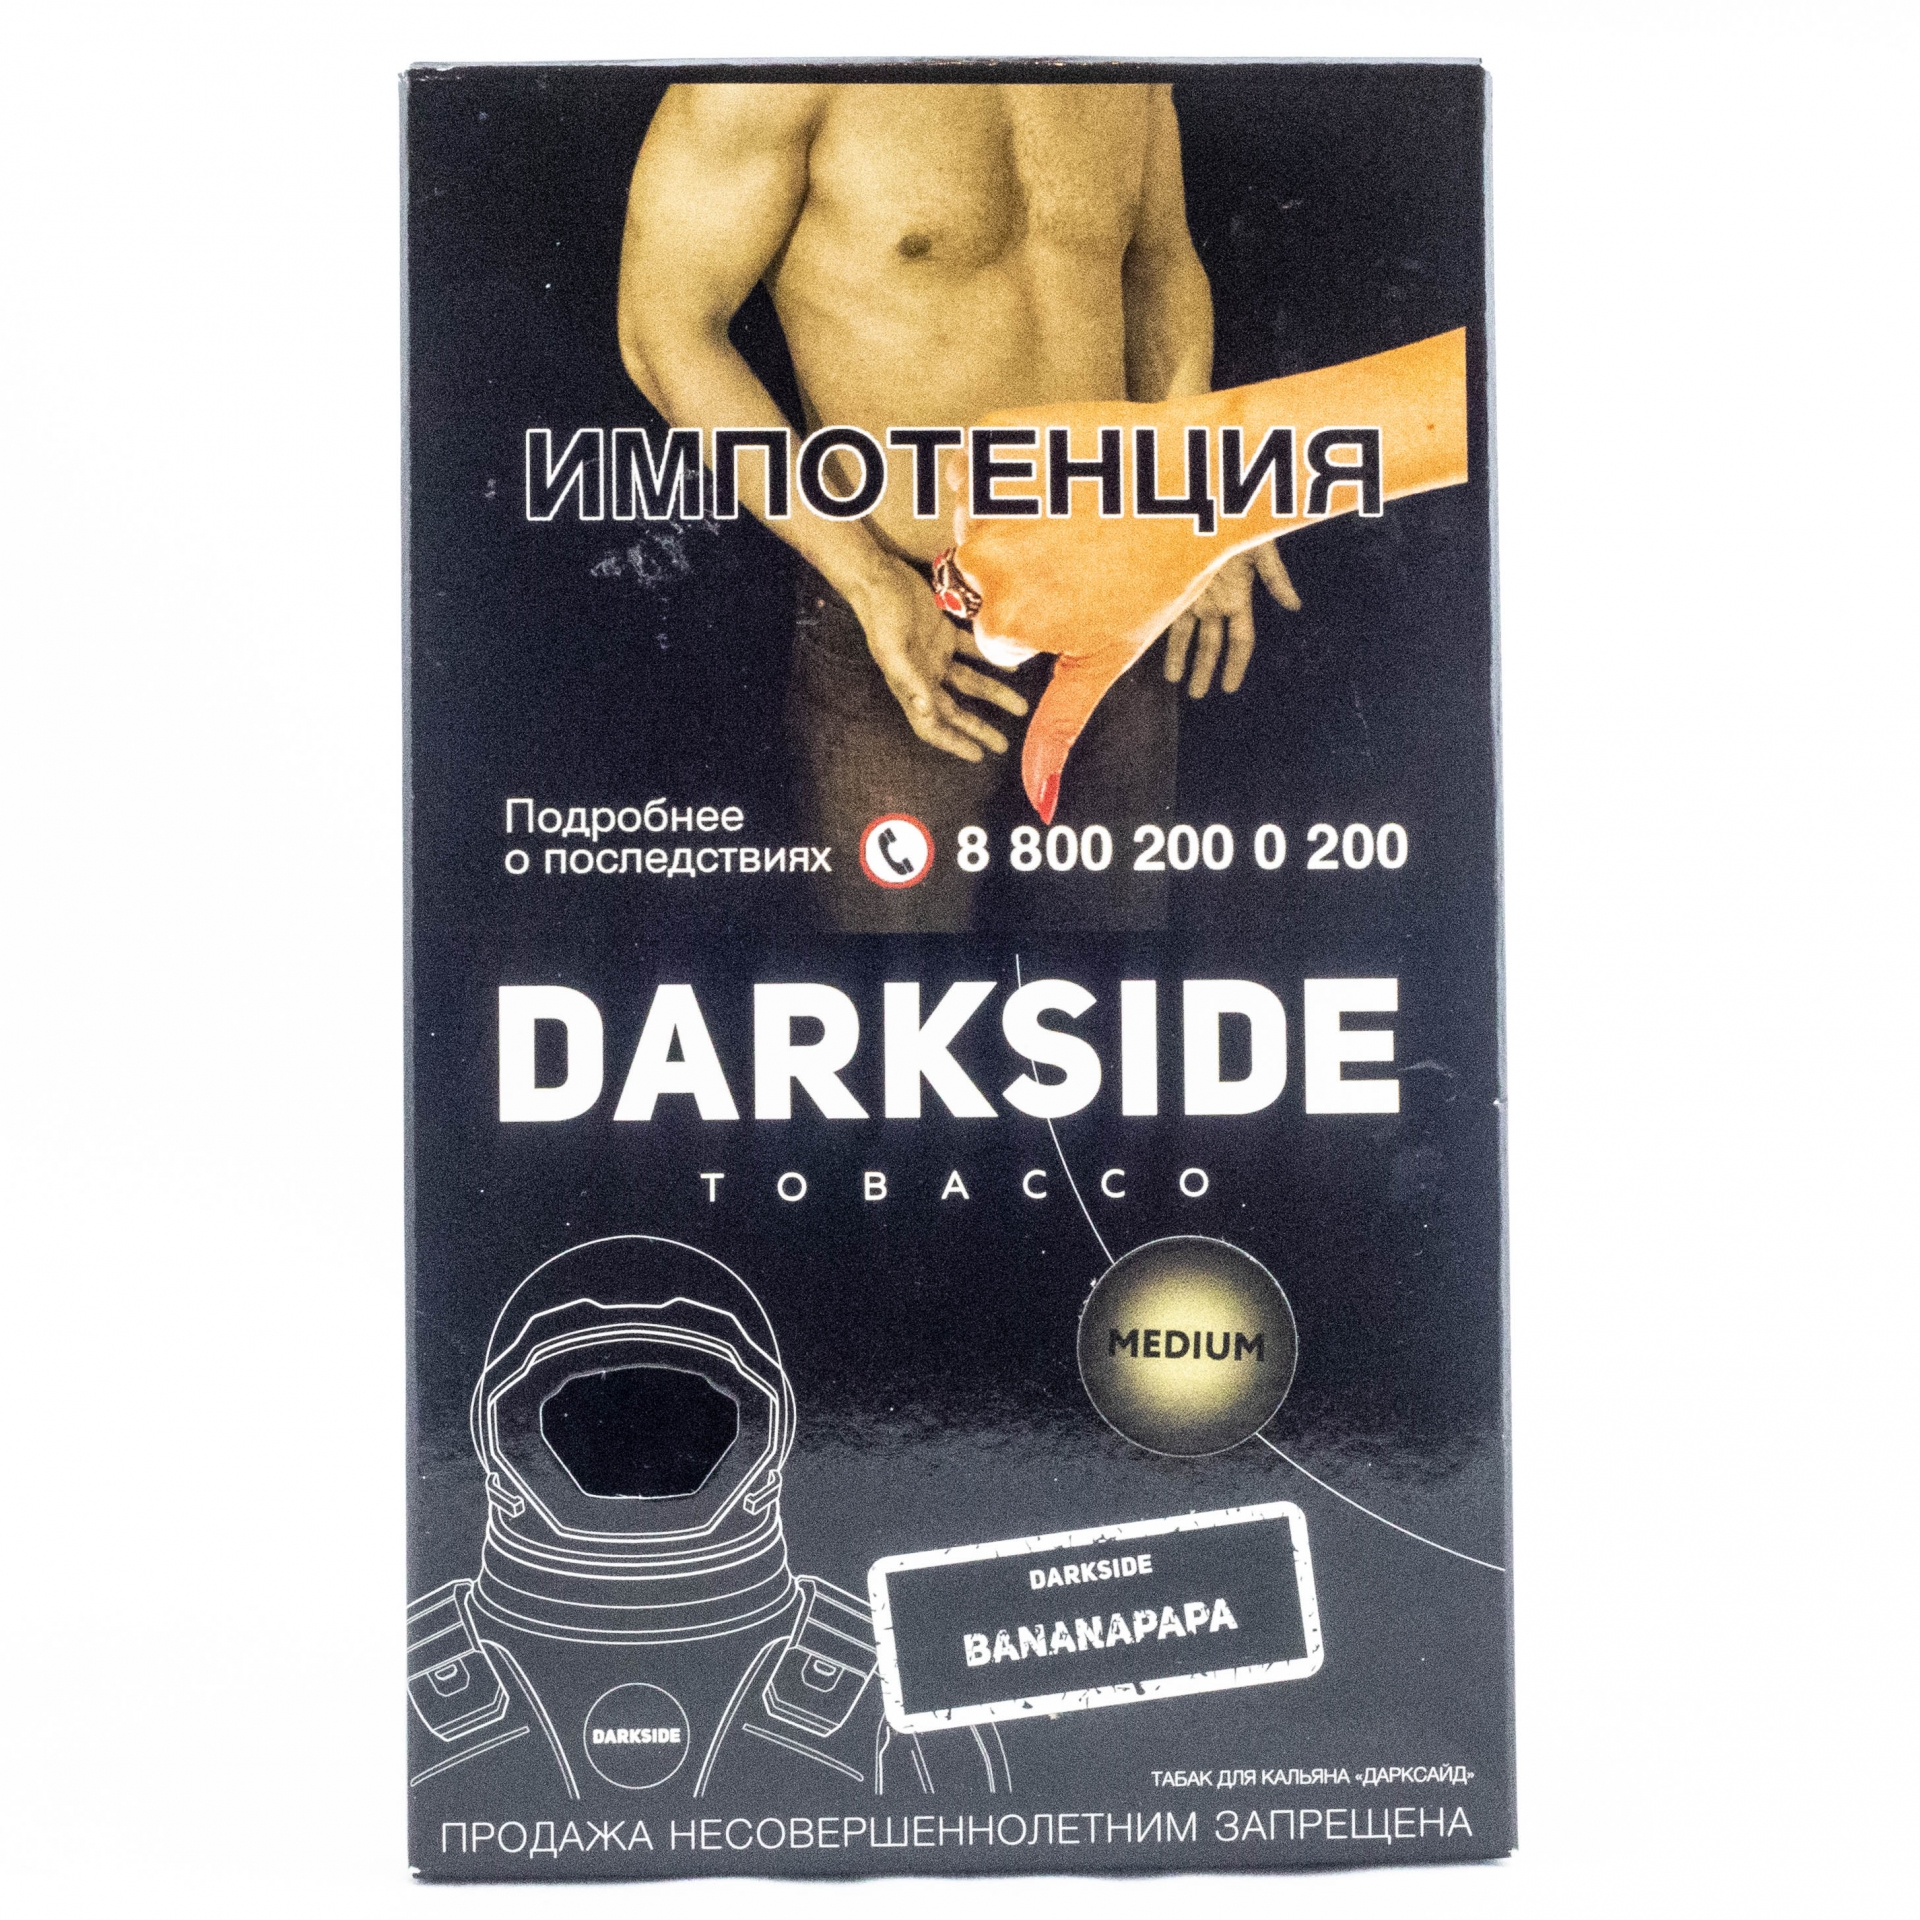 ИМПОТЕНЦИЯ
Подробнее
о последствиях
8 800 200 0 200
DARKSIDE
TOBACCO
MEDIUM
DARKSIDE
BANANAPAPA
DARKSIDE
ТАБАК ДЛЯ КАЛЬЯНА «ДАРКСАЙД»
ПРОДАЖА НЕСОВЕРШЕННОЛЕТНИМ ЗАПРЕЩЕНА